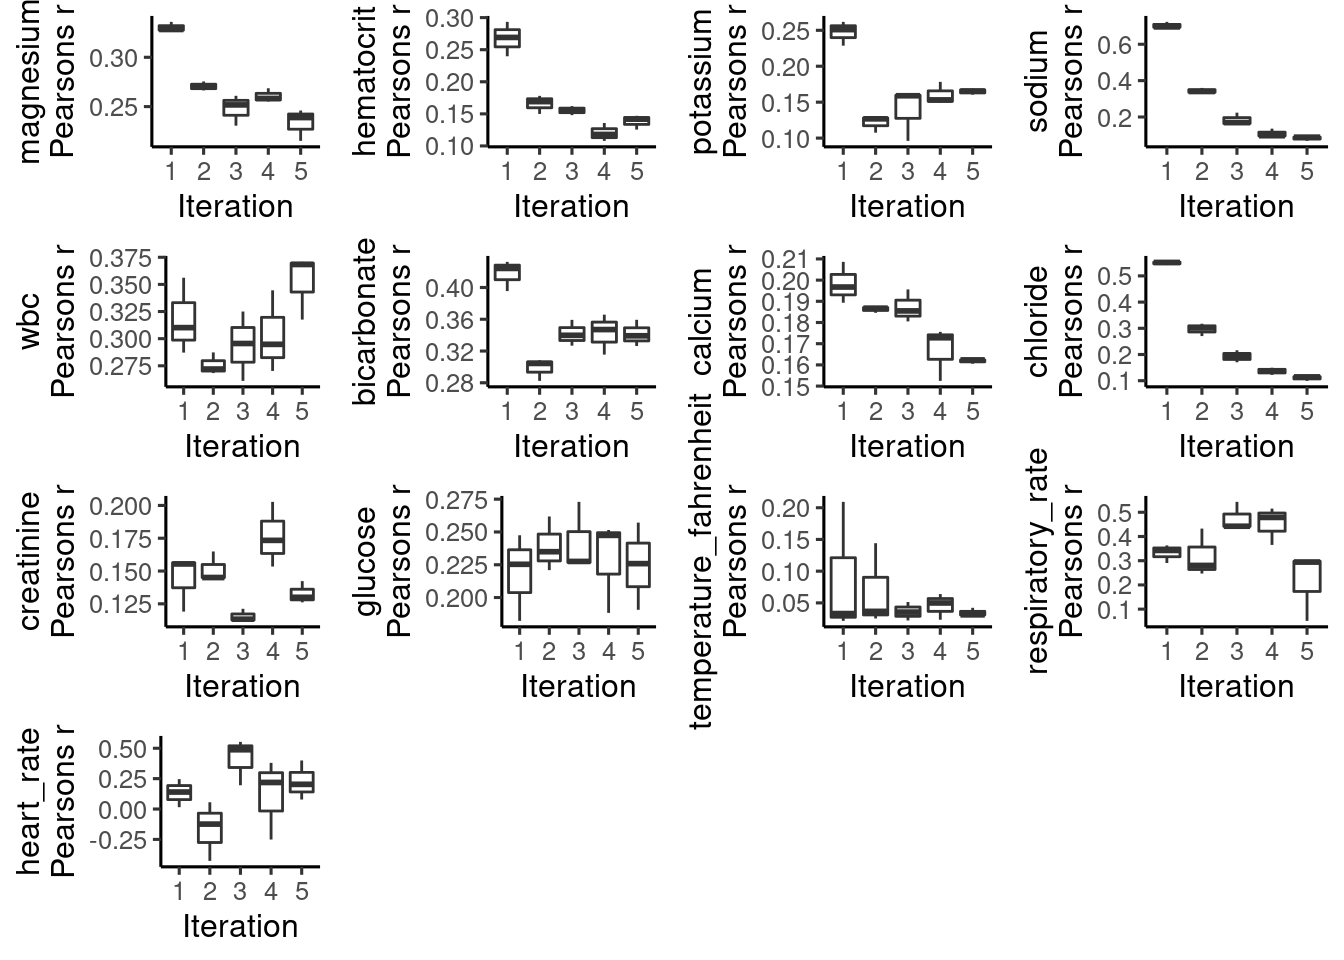 magnesium
Pearsons r
0.30
0.25
1 2 3 4 5
Iteration
hematocrit
Pearsons r
0.30
0.25
0.20
0.15
0.10
1 2 3 4 5
Iteration
potassium
Pearsons r
0.25
0.20
0.15
0.10
1 2 3 4 5
Iteration
sodium
Pearsons r
0.6
0.4
0.2
1 2 3 4 5
Iteration
wbc
Pearsons r
0.375
0.350
0.325
0.300
0.275
1 2 3 4 5
Iteration
bicarbonate
Pearsons r
0.40
0.36
0.32
0.28
1 2 3 4 5
Iteration
calcium
Pearsons r
0.21
0.20
0.19
0.18
0.17
0.16
0.15
1 2 3 4 5
Iteration
chloride
Pearsons r
0.5
0.4
0.3
0.2
0.1
1 2 3 4 5
Iteration
creatinine
Pearsons r
0.200
0.175
0.150
0.125
1 2 3 4 5
Iteration
glucose
Pearsons r
0.275
0.250
0.225
0.200
1 2 3 4 5
Iteration
temperature_fahrenheit
Pearsons r
0.20
0.15
0.10
0.05
1 2 3 4 5
Iteration
respiratory_rate
Pearsons r
0.5
0.4
0.3
0.2
0.1
1 2 3 4 5
Iteration
heart_rate
Pearsons r
0.50
0.25
0.00
-0.25
1 2 3 4 5
Iteration